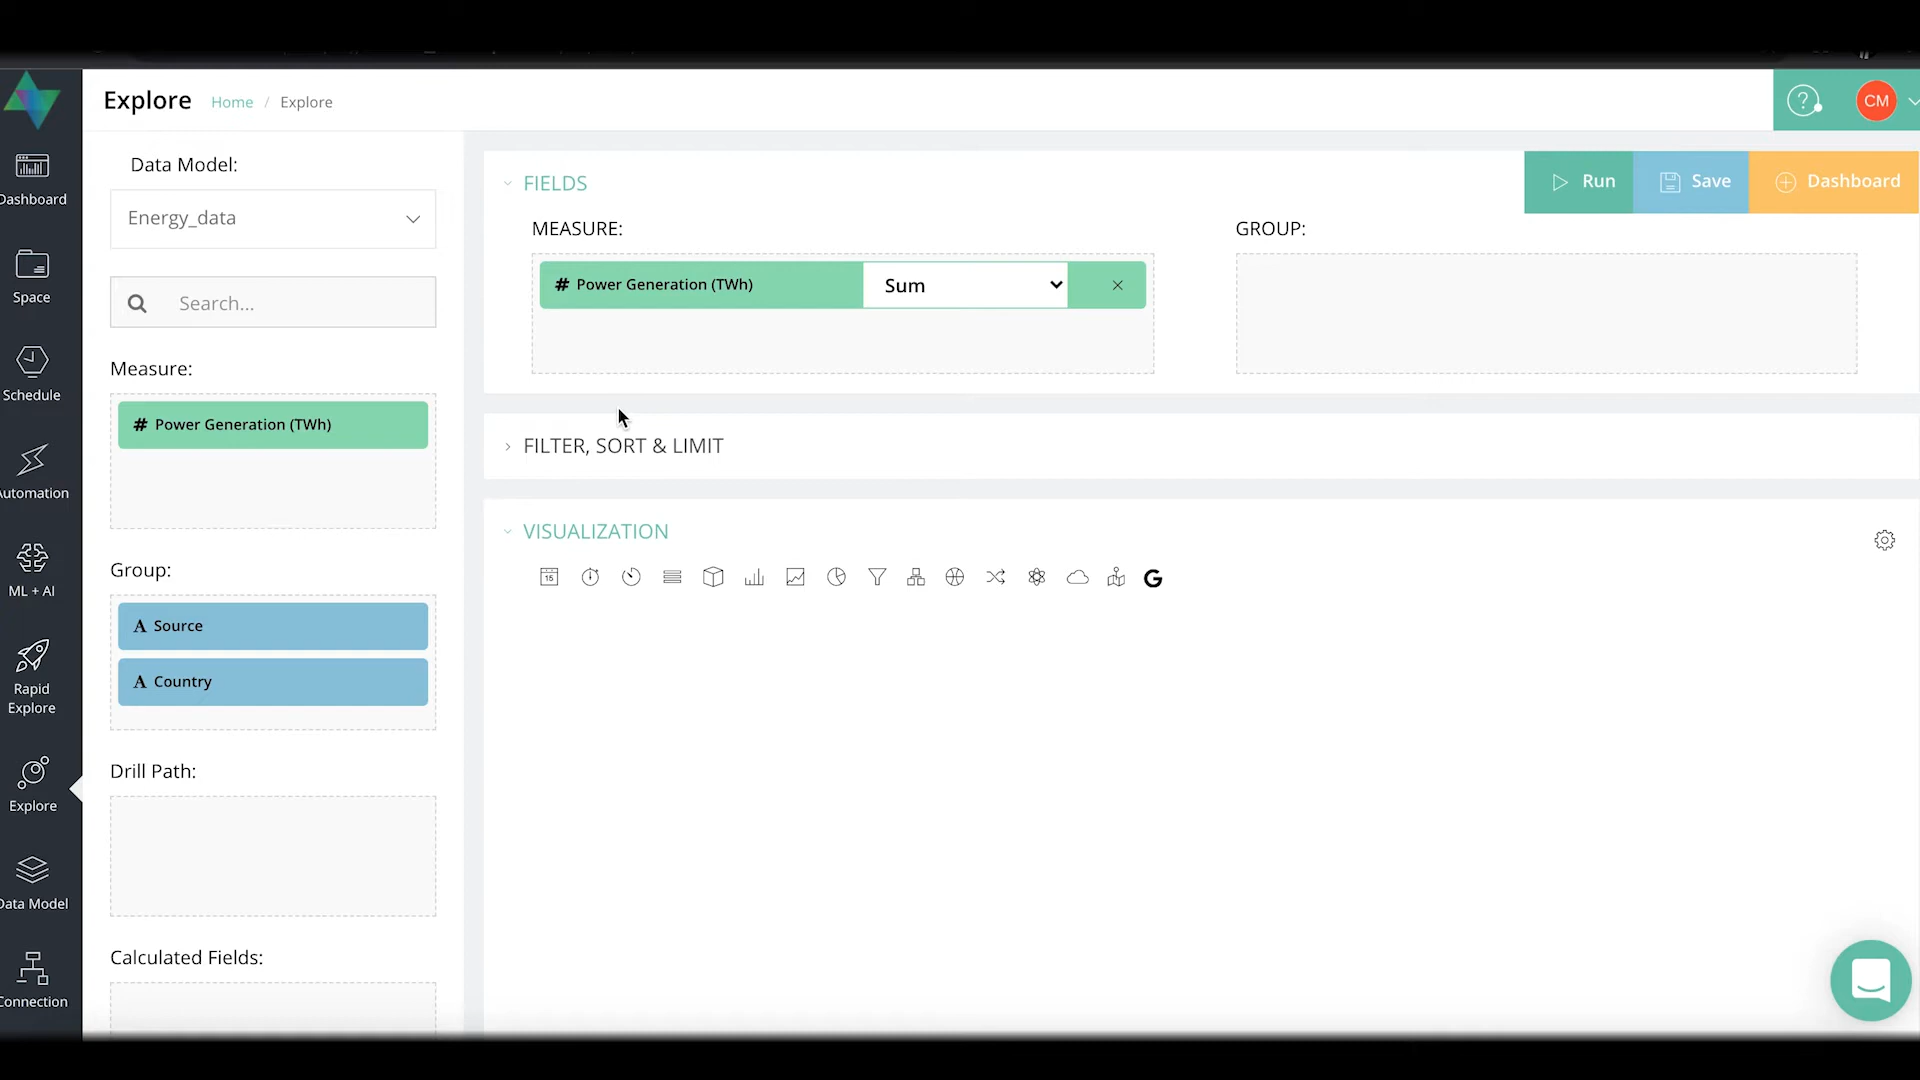 Explore
Home / Explore
CM
Dashboard
Space
Schedule
Automation
ML + AI
Rapid
Explore
Explore
Data Model
Connection
Data Model:
Energy_data
Search...
Measure:
# Power Generation (TWh)
Group:
A Source
A Country
Drill Path:
Calculated Fields:
FIELDS
Run
Save
Dashboard
MEASURE:
# Power Generation (TWh)
Sum
GROUP:
FILTER, SORT & LIMIT
VISUALIZATION
15
G